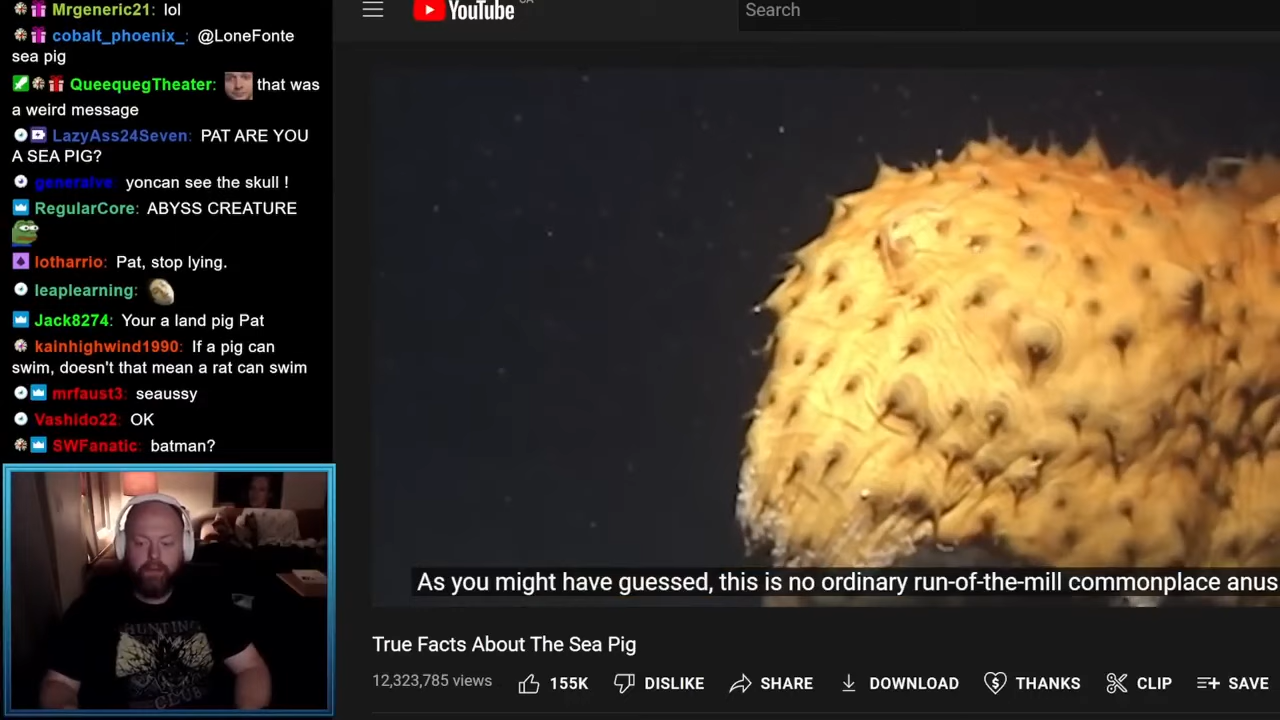 Mrgeneric21: lol
cobalt_phoenix_: @LoneFonte
sea pig
QueequegTheater: that was
a weird message
LazyAss24Seven: PAT ARE YOU
A SEA PIG?
generalve: yoncan see the skull !
RegularCore: ABYSS CREATURE
lotharrio: Pat, stop lying.
leaplearning:
Jack8274: Your a land pig Pat
kainhighwind1990: If a pig can
swim, doesn't that mean a rat can swim
mrfaust3: seaussy
Vashido22: OK
SWFanatic: batman?
HUNTING
CLUB
YouTube
CA
Search
As you might have guessed, this is no ordinary run-of-the-mill commonplace anus
True Facts About The Sea Pig
12,323,785 views
155K
DISLIKE
SHARE
DOWNLOAD
THANKS
CLIP
SAVE